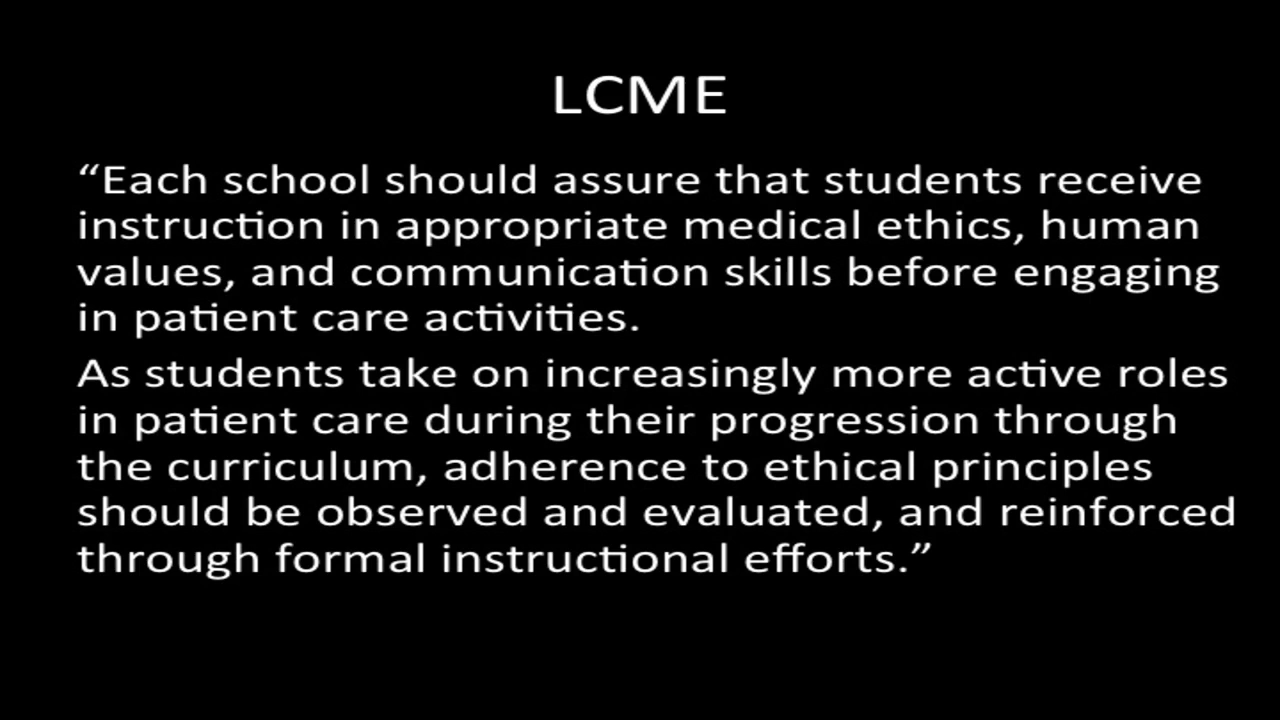 LCME
“Each school should assure that students receive
instruction in appropriate medical ethics, human
values, and communication skills before engaging
in patient care activities.
As students take on increasingly more active roles
in patient care during their progression through
the curriculum, adherence to ethical principles
should be observed and evaluated, and reinforced
through formal instructional efforts.”